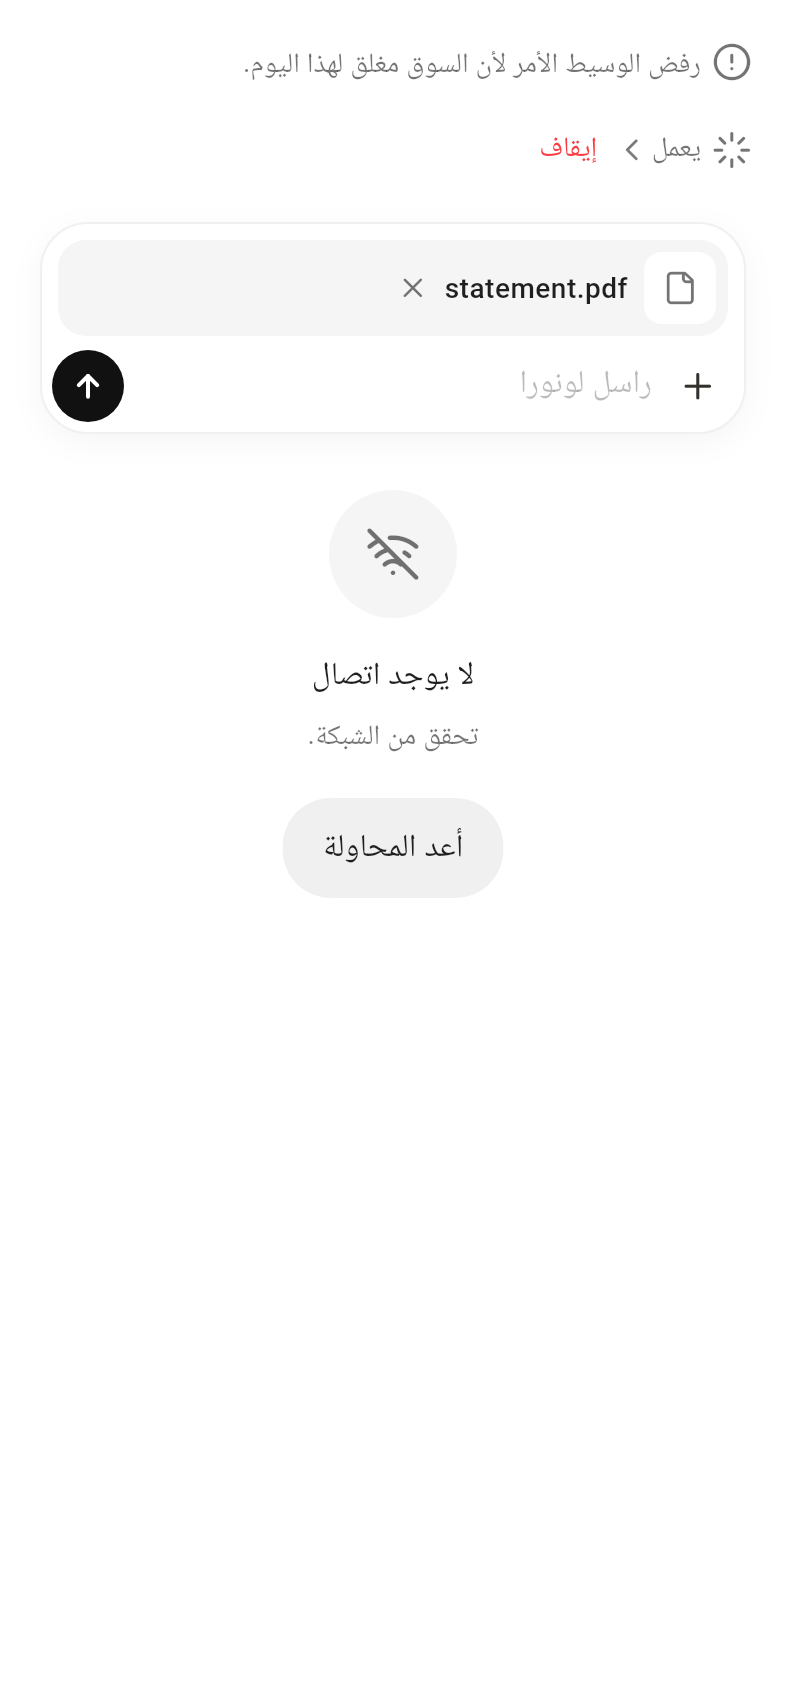 رفض الوسيط الأمر لأن السوق مغلق لهذا اليوم.
يعمل إيقاف
statement.pdf
راسل لونورا
لا يوجد اتصال
تحقق من الشبكة.
أعد المحاولة